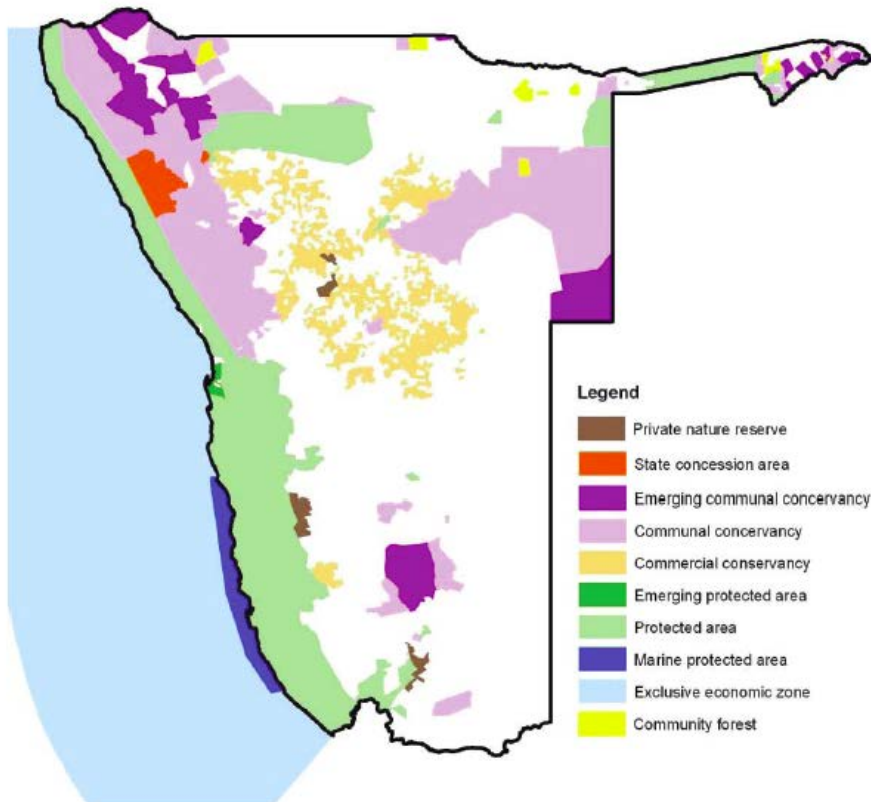 Legend
Private nature reserve
State concession area
Emerging communal concervancy
Communal concervancy
Commercial conservancy
Emerging protected area
Protected area
Marine protected area
Exclusive economic zone
Community forest